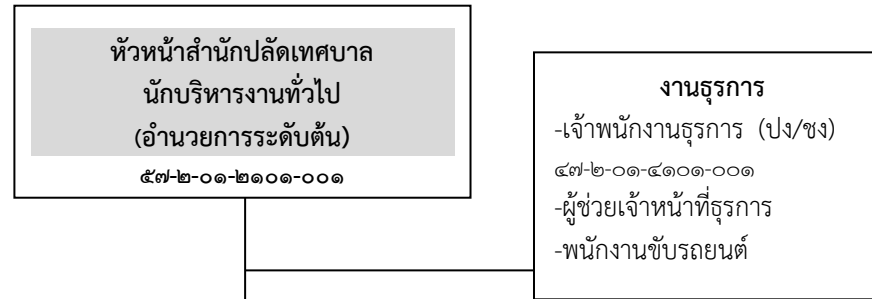 หัวหน้าสำนักปลัดเทศบาล
นักบริหารงานทั่วไป
(อำนวยการระดับต้น)
๕๗-๒-๐๑-๒๑๐๑-๐๐๑
งานธุรการ
-เจ้าพนักงานธุรการ (ปง/ชง)
๔๗-๒-๐๑-๔๑๐๑-๐๐๑
-ผู้ช่วยเจ้าหน้าที่ธุรการ
-พนักงานขับรถยนต์